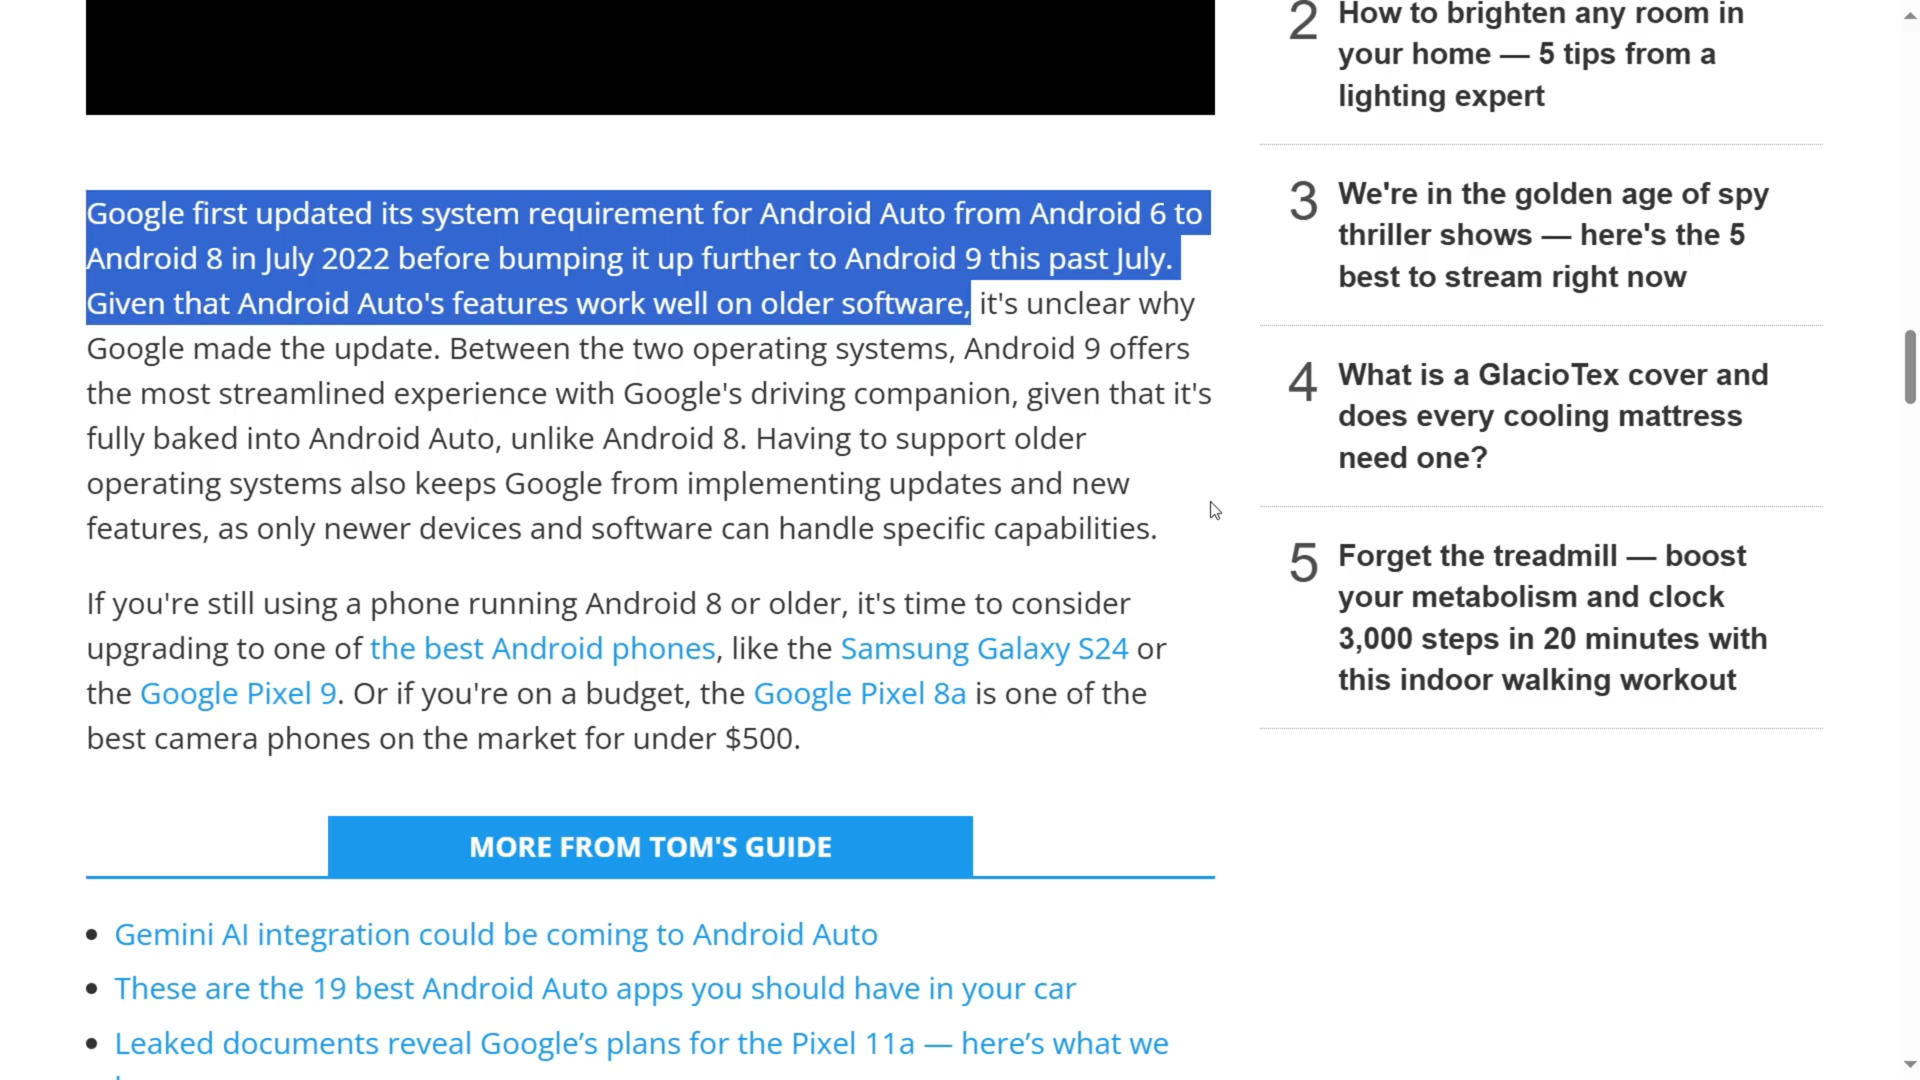 Google first updated its system requirement for Android Auto from Android 6 to
Android 8 in July 2022 before bumping it up further to Android 9 this past July.
Given that Android Auto's features work well on older software, it's unclear why
Google made the update. Between the two operating systems, Android 9 offers
the most streamlined experience with Google's driving companion, given that it's
fully baked into Android Auto, unlike Android 8. Having to support older
operating systems also keeps Google from implementing updates and new
features, as only newer devices and software can handle specific capabilities.
If you're still using a phone running Android 8 or older, it's time to consider
upgrading to one of the best Android phones, like the Samsung Galaxy S24 or
the Google Pixel 9. Or if you're on a budget, the Google Pixel 8a is one of the
best camera phones on the market for under $500.
MORE FROM TOM'S GUIDE
• Gemini AI integration could be coming to Android Auto
• These are the 19 best Android Auto apps you should have in your car
• Leaked documents reveal Google’s plans for the Pixel 11a — here’s what we
2 How to brighten any room in
your home — 5 tips from a
lighting expert
3 We're in the golden age of spy
thriller shows — here's the 5
best to stream right now
4 What is a GlacioTex cover and
does every cooling mattress
need one?
5 Forget the treadmill — boost
your metabolism and clock
3,000 steps in 20 minutes with
this indoor walking workout